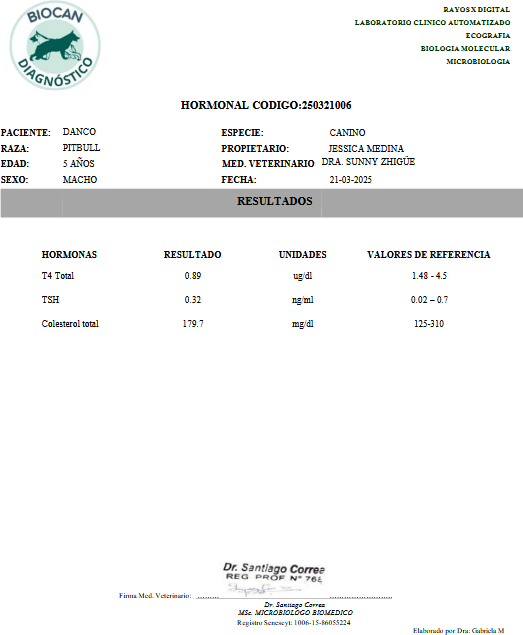 BIOCAN
DIAGNÓSTICO
RAYOS X DIGITAL
LABORATORIO CLINICO AUTOMATIZADO
ECOGRAFIA
BIOLOGIA MOLECULAR
MICROBIOLOGIA
HORMONAL CODIGO:250321006
PACIENTE: DANCO ESPECIE: CANINO
RAZA: PITBULL PROPIETARIO: JESSICA MEDINA
EDAD: 5 AÑOS MED. VETERINARIO DRA. SUNNY ZHIGÜE
SEXO: MACHO FECHA: 21-03-2025
RESULTADOS
HORMONAS RESULTADO UNIDADES VALORES DE REFERENCIA
T4 Total 0.89 ug/dl 1.48 - 4.5
TSH 0.32 ng/ml 0.02 – 0.7
Colesterol total 179.7 mg/dl 125-310
Dr. Santiago Correa
REG PROF N° 768
Firma Med. Veterinario:
Dr. Santiago Correa
MSc. MICROBIOLOGO BIOMEDICO
Registro Senescyt: 1006-15-86055224
Elaborado por Dra: Gabriela M